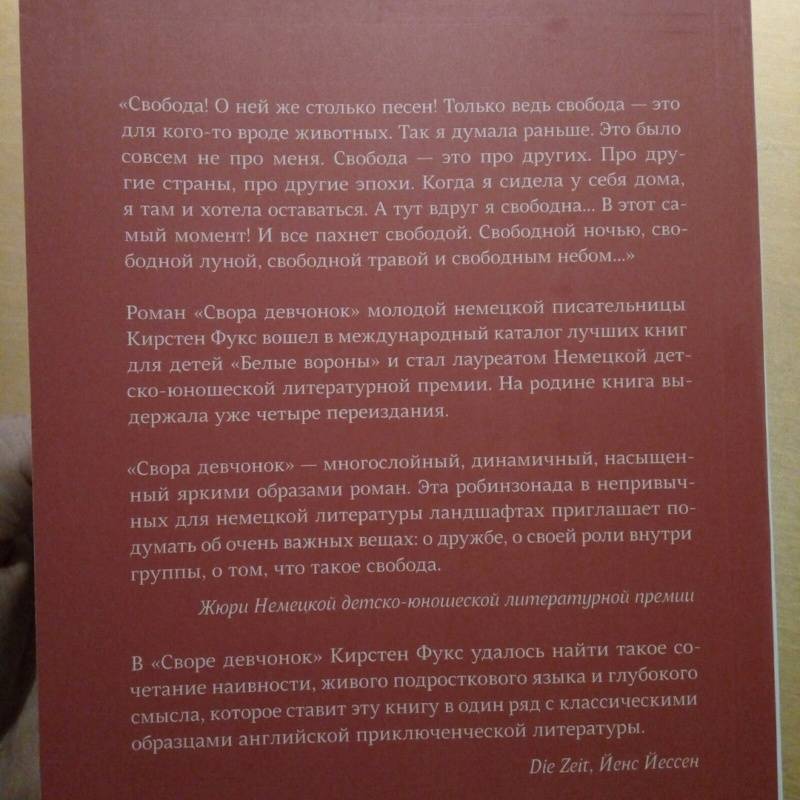 «Свобода! О ней же столько песен! Только ведь свобода — это
для кого-то вроде животных. Так я думала раньше. Это было
совсем не про меня. Свобода — это про других. Про дру-
гие страны, про другие эпохи. Когда я сидела у себя дома,
я там и хотела оставаться. А тут вдруг я свободна... В этот са-
мый момент! И все пахнет свободой. Свободной ночью, сво-
бодной луной, свободной травой и свободным небом...»
Роман «Свора девчонок» молодой немецкой писательницы
Кирстен Фукс вошел в международный каталог лучших книг
для детей «Белые вороны» и стал лауреатом Немецкой дет-
ско-юношеской литературной премии. На родине книга вы-
держала уже четыре переиздания.
«Свора девчонок» — многослойный, динамичный, насыщен-
ный яркими образами роман. Эта робинзонада в непривыч-
ных для немецкой литературы ландшафтах приглашает по-
думать об очень важных вещах: о дружбе, о своей роли внутри
группы, о том, что такое свобода.
Жюри Немецкой детско-юношеской литературной премии
В «Своре девчонок» Кирстен Фукс удалось найти такое со-
четание наивности, живого подросткового языка и глубокого
смысла, которое ставит эту книгу в один ряд с классическими
образцами английской приключенческой литературы.
Die Zeit, Йенс Йессен